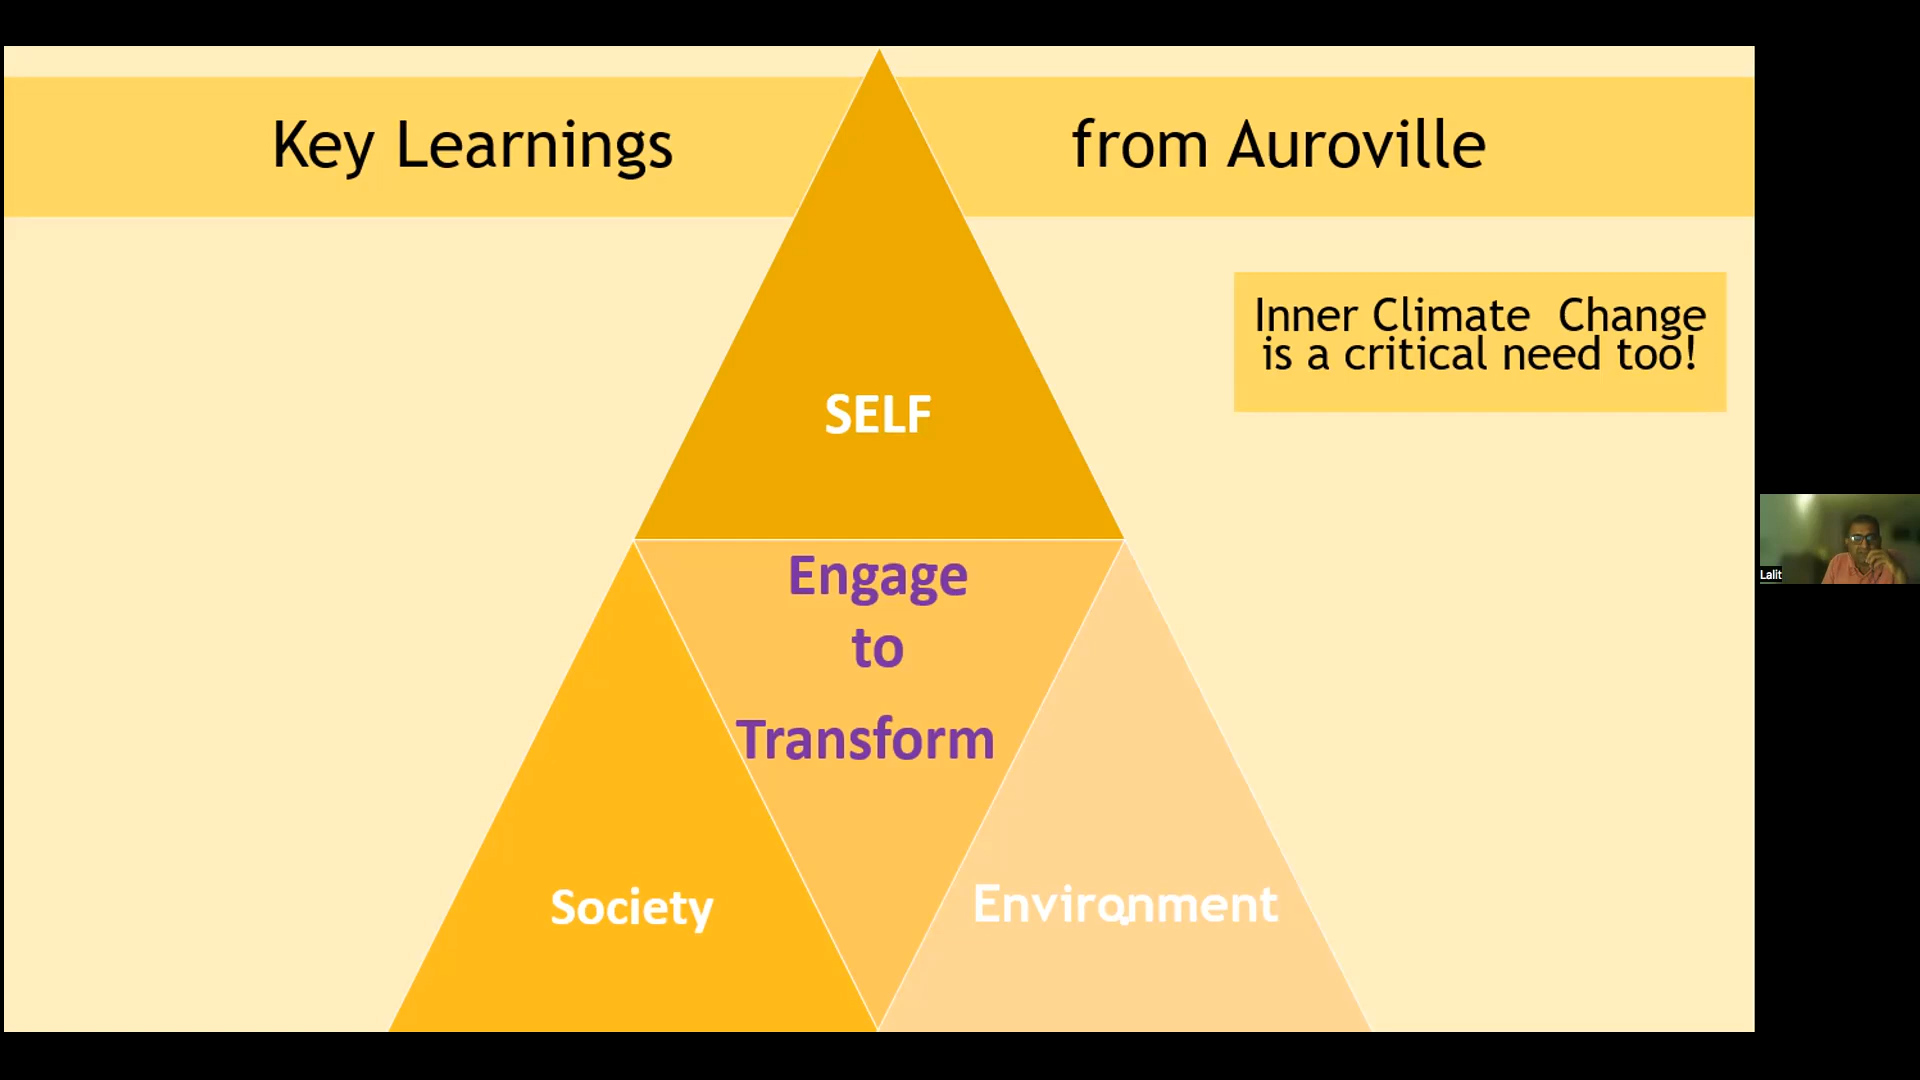 Key Learnings from Auroville
Inner Climate Change
is a critical need too!
SELF
Engage
to
Transform
Society
Environment
Lalit